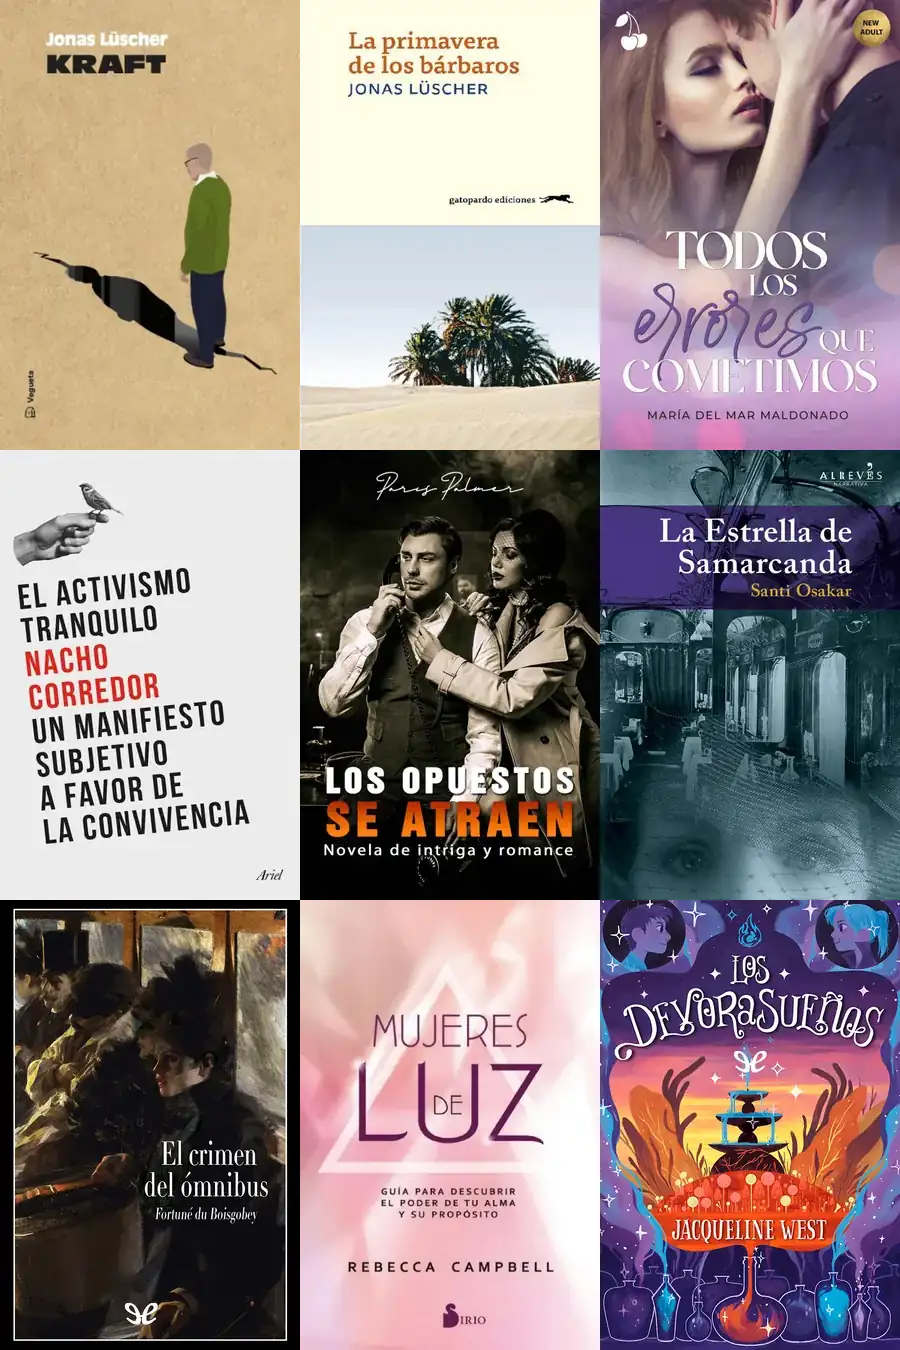 Jonas Lüscher
KRAFT
Vegueta
La primavera
de los bárbaros
JONAS LÜSCHER
gatopardo ediciones
NEW
ADULT
TODOS
LOS
errores
QUE
COMETIMOS
MARÍA DEL MAR MALDONADO
EL ACTIVISMO
TRANQUILO
NACHO
CORREDOR
UN MANIFIESTO
SUBJETIVO
A FAVOR DE
LA CONVIVENCIA
Ariel
Paris Palmer
LOS OPUESTOS
SE ATRAEN
Novela de intriga y romance
ALREVÉS
NARRATIVA
La Estrella de
Samarcanda
Santi Osakar
El crimen
del ómnibus
Fortuné du Boisgobey
MUJERES
DE
LUZ
GUÍA PARA DESCUBRIR
EL PODER DE TU ALMA
Y SU PROPÓSITO
REBECCA CAMPBELL
SIRIO
LOS
DEVORASUEÑOS
JACQUELINE WEST